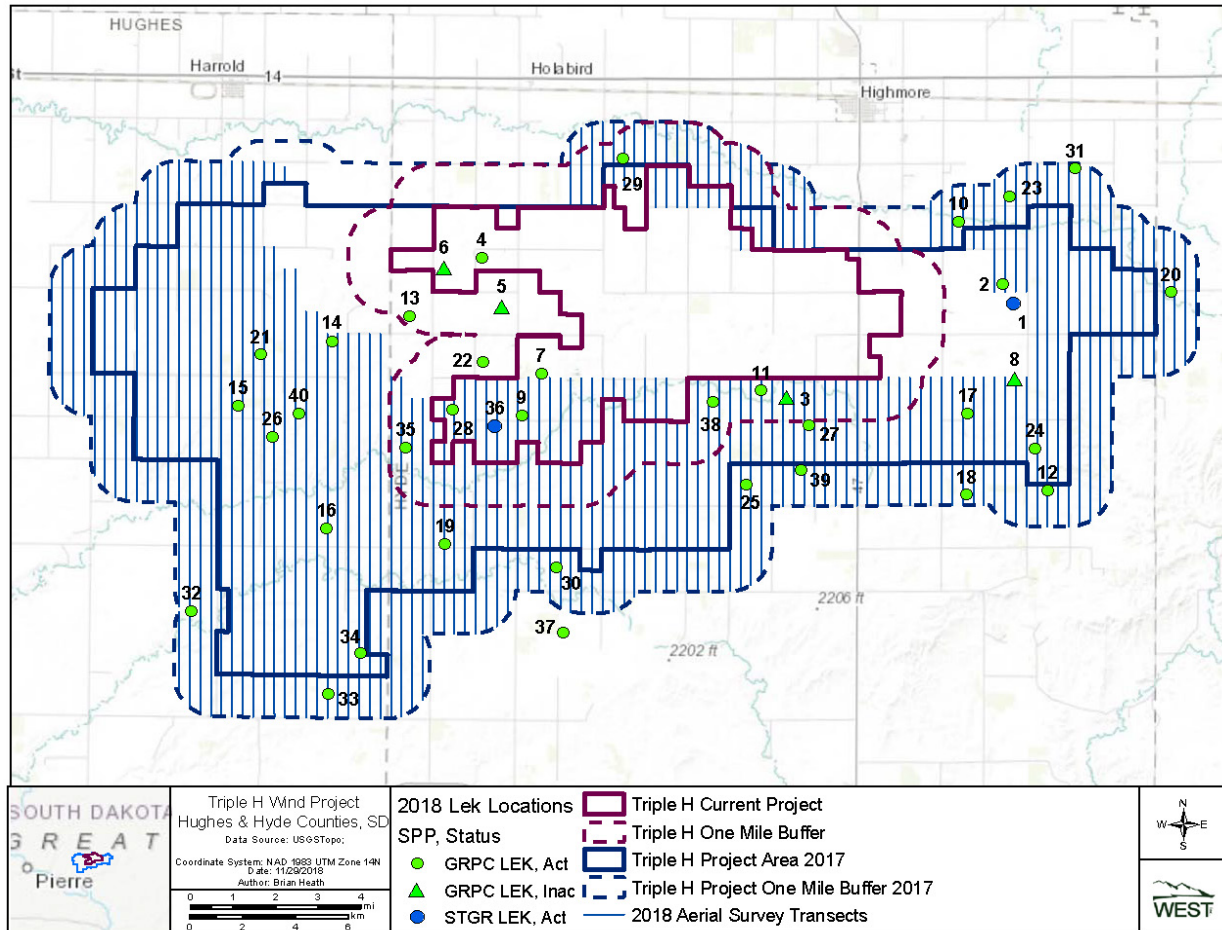 HUGHES
Harrold
St
14
Holabird
Highmore
31
29
23
10
6
4
2
20
5
13
1
14
21
22
7
8
15
40
11
26
28
36
9
38
3
17
35
27
24
39
HYDE
25
18
12
47
16
19
30
32
2206 ft
37
34
2202 ft
33
SOUTH DAKOTA
GREAT
Pierre
Triple H Wind Project
Hughes & Hyde Counties, SD
Data Source: USGSTopo;
Coordinate System: NAD 1983 UTM Zone 14N
Date: 11/29/2018
Author: Brian Heath
0 1 2 3 4
mi
km
0 2 4 6
2018 Lek Locations
SPP, Status
GRPC LEK, Act
GRPC LEK, Inac
STGR LEK, Act
Triple H Current Project
Triple H One Mile Buffer
Triple H Project Area 2017
Triple H Project One Mile Buffer 2017
2018 Aerial Survey Transects
N
W E
S
WEST